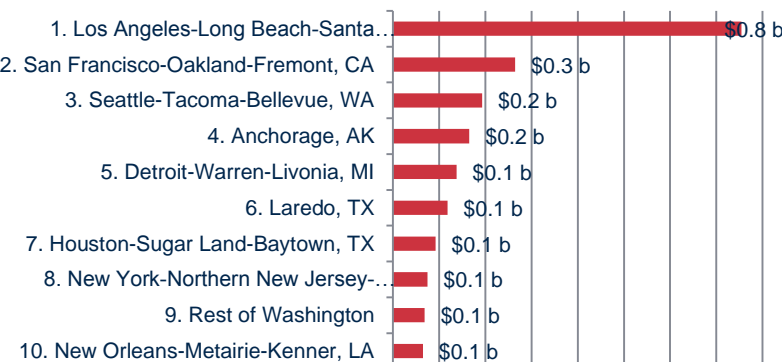 1. Los Angeles-Long Beach-Santa… $0.8 b
2. San Francisco-Oakland-Fremont, CA $0.3 b
3. Seattle-Tacoma-Bellevue, WA $0.2 b
4. Anchorage, AK $0.2 b
5. Detroit-Warren-Livonia, MI $0.1 b
6. Laredo, TX $0.1 b
7. Houston-Sugar Land-Baytown, TX $0.1 b
8. New York-Northern New Jersey-… $0.1 b
9. Rest of Washington $0.1 b
10. New Orleans-Metairie-Kenner, LA $0.1 b